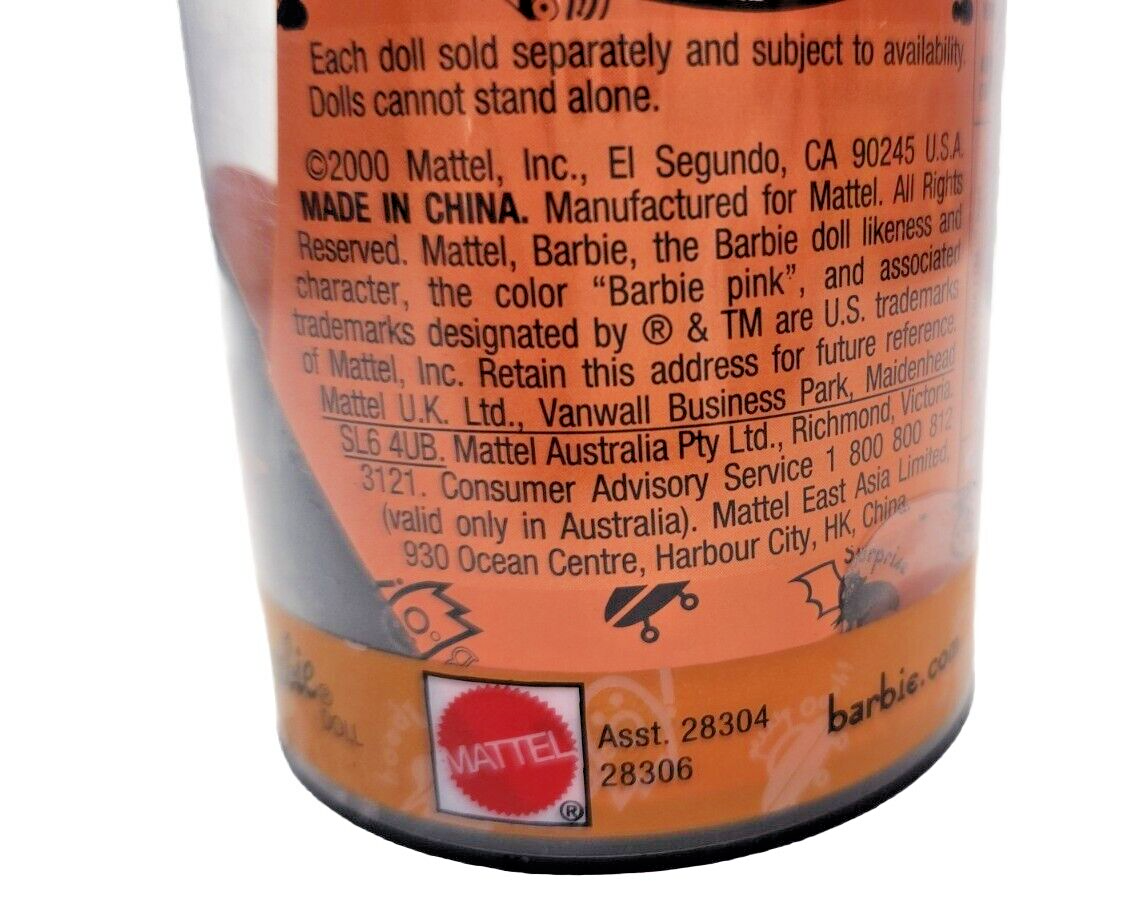 Each doll sold separately and subject to availability.
Dolls cannot stand alone.
©2000 Mattel, Inc., El Segundo, CA 90245 U.S.A.
MADE IN CHINA. Manufactured for Mattel. All Rights
Reserved. Mattel, Barbie, the Barbie doll likeness and
character, the color “Barbie pink”, and associated
trademarks designated by ® & TM are U.S. trademarks
of Mattel, Inc. Retain this address for future reference.
Mattel U.K. Ltd., Vanwall Business Park, Maidenhead
SL6 4UB. Mattel Australia Pty Ltd., Richmond, Victoria.
3121. Consumer Advisory Service 1 800 800 812
(valid only in Australia). Mattel East Asia Limited,
930 Ocean Centre, Harbour City, HK, China.
Surprise
DOLL
MATTEL ®
Asst. 28304
28306
barbie.com